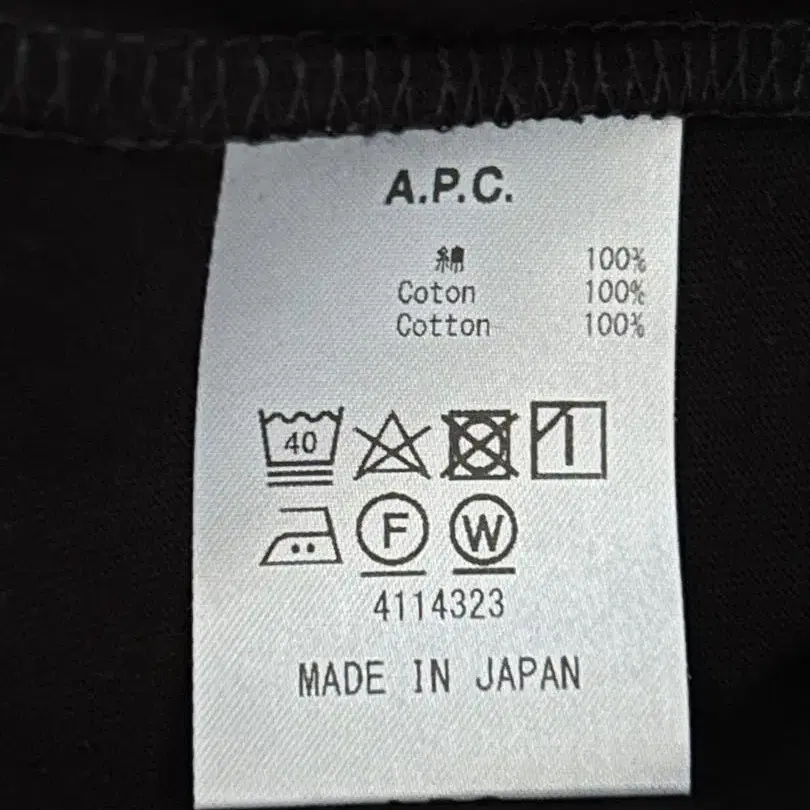 A.P.C.
綿 100%
Coton 100%
Cotton 100%
40
F W
4114323
MADE IN JAPAN